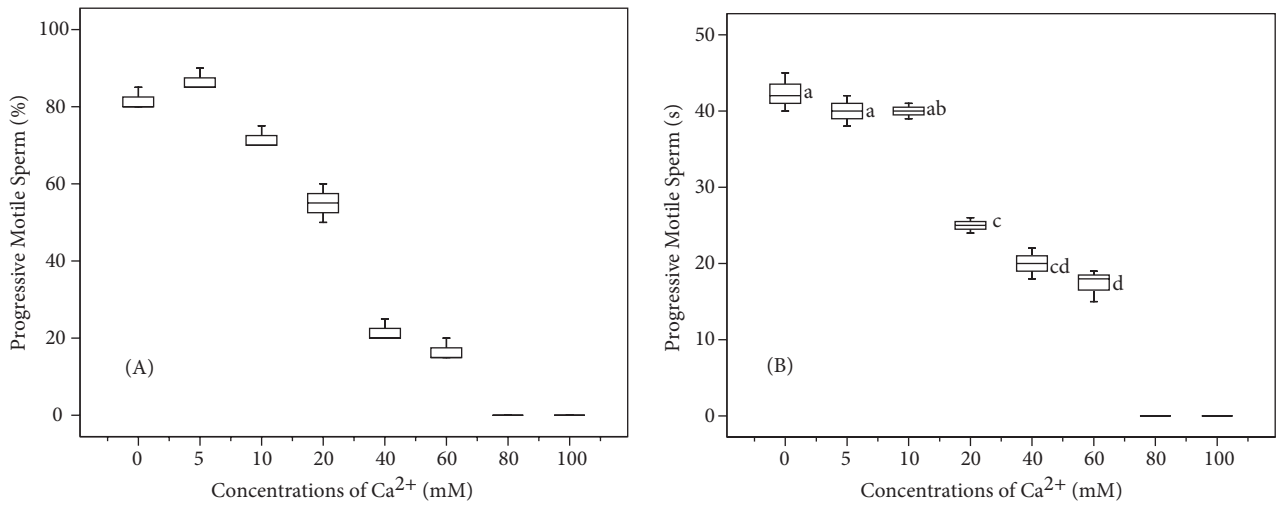 100
80
60
40
20
0
Progressive Motile Sperm (%)
(A)
0 5 10 20 40 60 80 100
Concentrations of Ca2+ (mM)
50
40
30
20
10
0
Progressive Motile Sperm (s)
a
a
ab
c
cd
d
(B)
0 5 10 20 40 60 80 100
Concentrations of Ca2+ (mM)